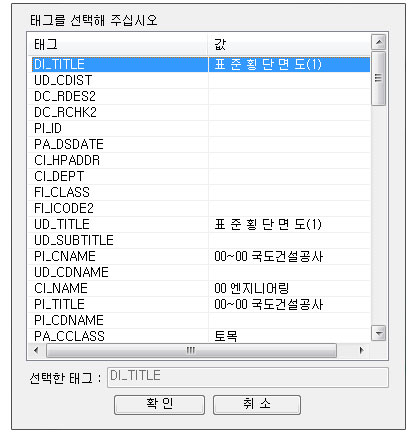 태그를 선택해 주십시오
태그 값
DI_TITLE 표 준 횡 단 면 도(1)
UD_CDIST
DC_RDES2
DC_RCHK2
PI_ID
PA_DSDATE
CI_HPADDR
CI_DEPT
FI_CLASS
FI_ICODE2
UD_TITLE 표 준 횡 단 면 도(1)
UD_SUBTITLE
PI_CNAME 00~00 국도건설공사
UD_CDNAME
CI_NAME 00 엔지니어링
PI_TITLE 00~00 국도건설공사
PI_CDNAME
PA_CCLASS 토목
선택한 태그 : DI_TITLE
확 인 취 소